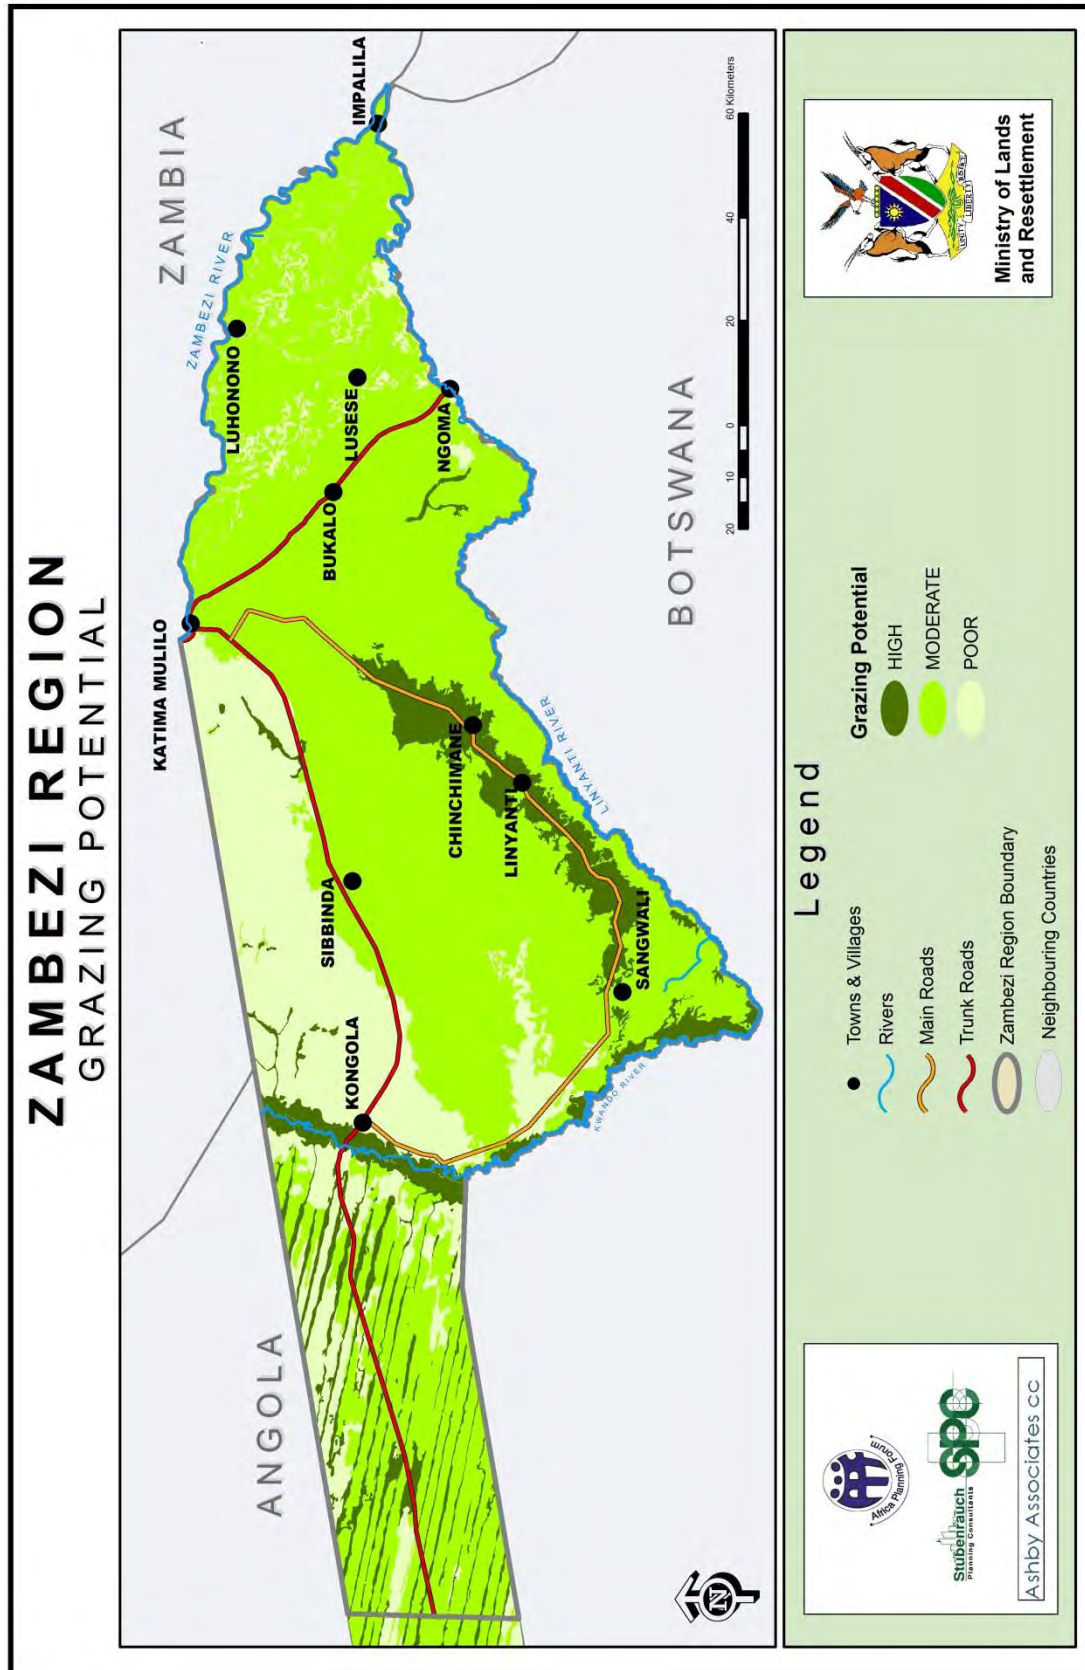 ZAMBEZI REGION
GRAZING POTENTIAL
ANGOLA
ZAMBIA
BOTSWANA
ZAMBEZI RIVER
LINYANTI RIVER
KWANDO RIVER
KATIMA MULILO
LUHONONO
IMPALILA
LUSESE
BUKALO
NGOMA
SIBBINDA
KONGOLA
CHINCHIMANE
LINYANTI
SANGWALI
N
20 10 0 20 40 60 Kilometers
Legend
Towns & Villages
Rivers
Main Roads
Trunk Roads
Zambezi Region Boundary
Neighbouring Countries
Grazing Potential
HIGH
MODERATE
POOR
Africa Planning Forum
Stubenrauch
Planning Consultants
spc
Ashby Associates cc
UNITY LIBERTY JUSTICE
Ministry of Lands
and Resettlement